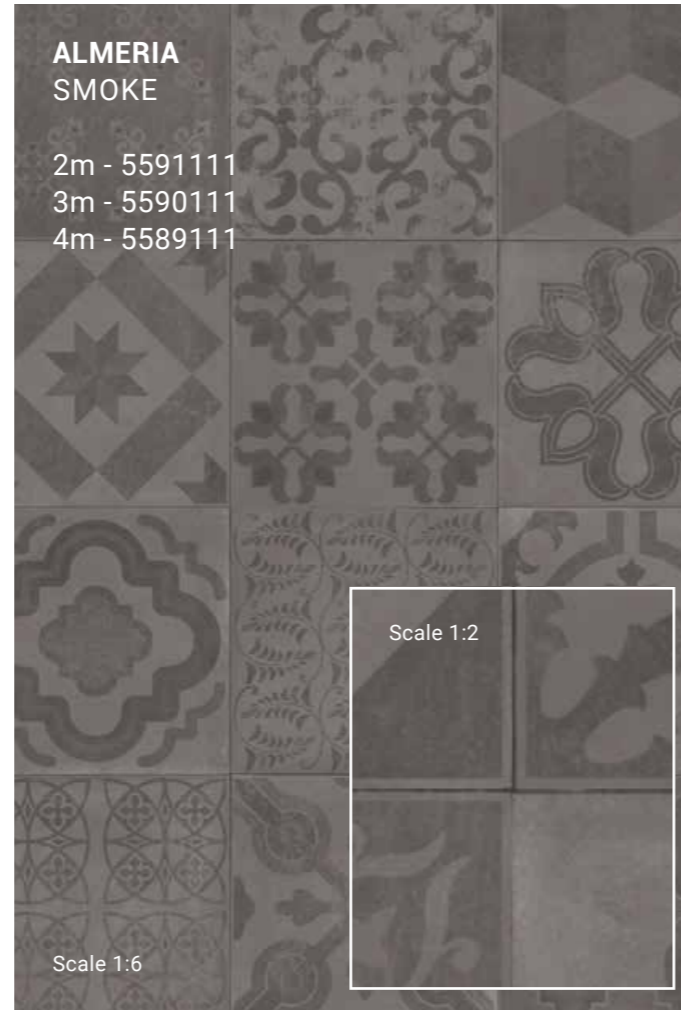 ALMERIA
SMOKE
2m - 5591111
3m - 5590111
4m - 5589111
Scale 1:2
Scale 1:6